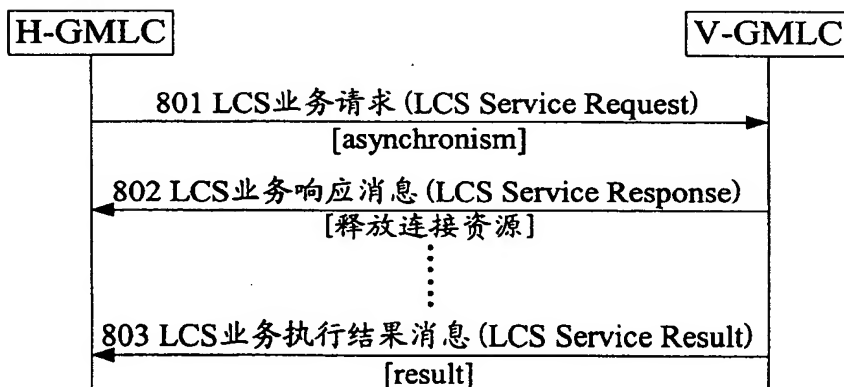 H-GMLC
V-GMLC
801 LCS业务请求(LCS Service Request)
[asynchronism]
802 LCS业务响应消息(LCS Service Response)
[释放连接资源]
803 LCS业务执行结果消息(LCS Service Result)
[result]